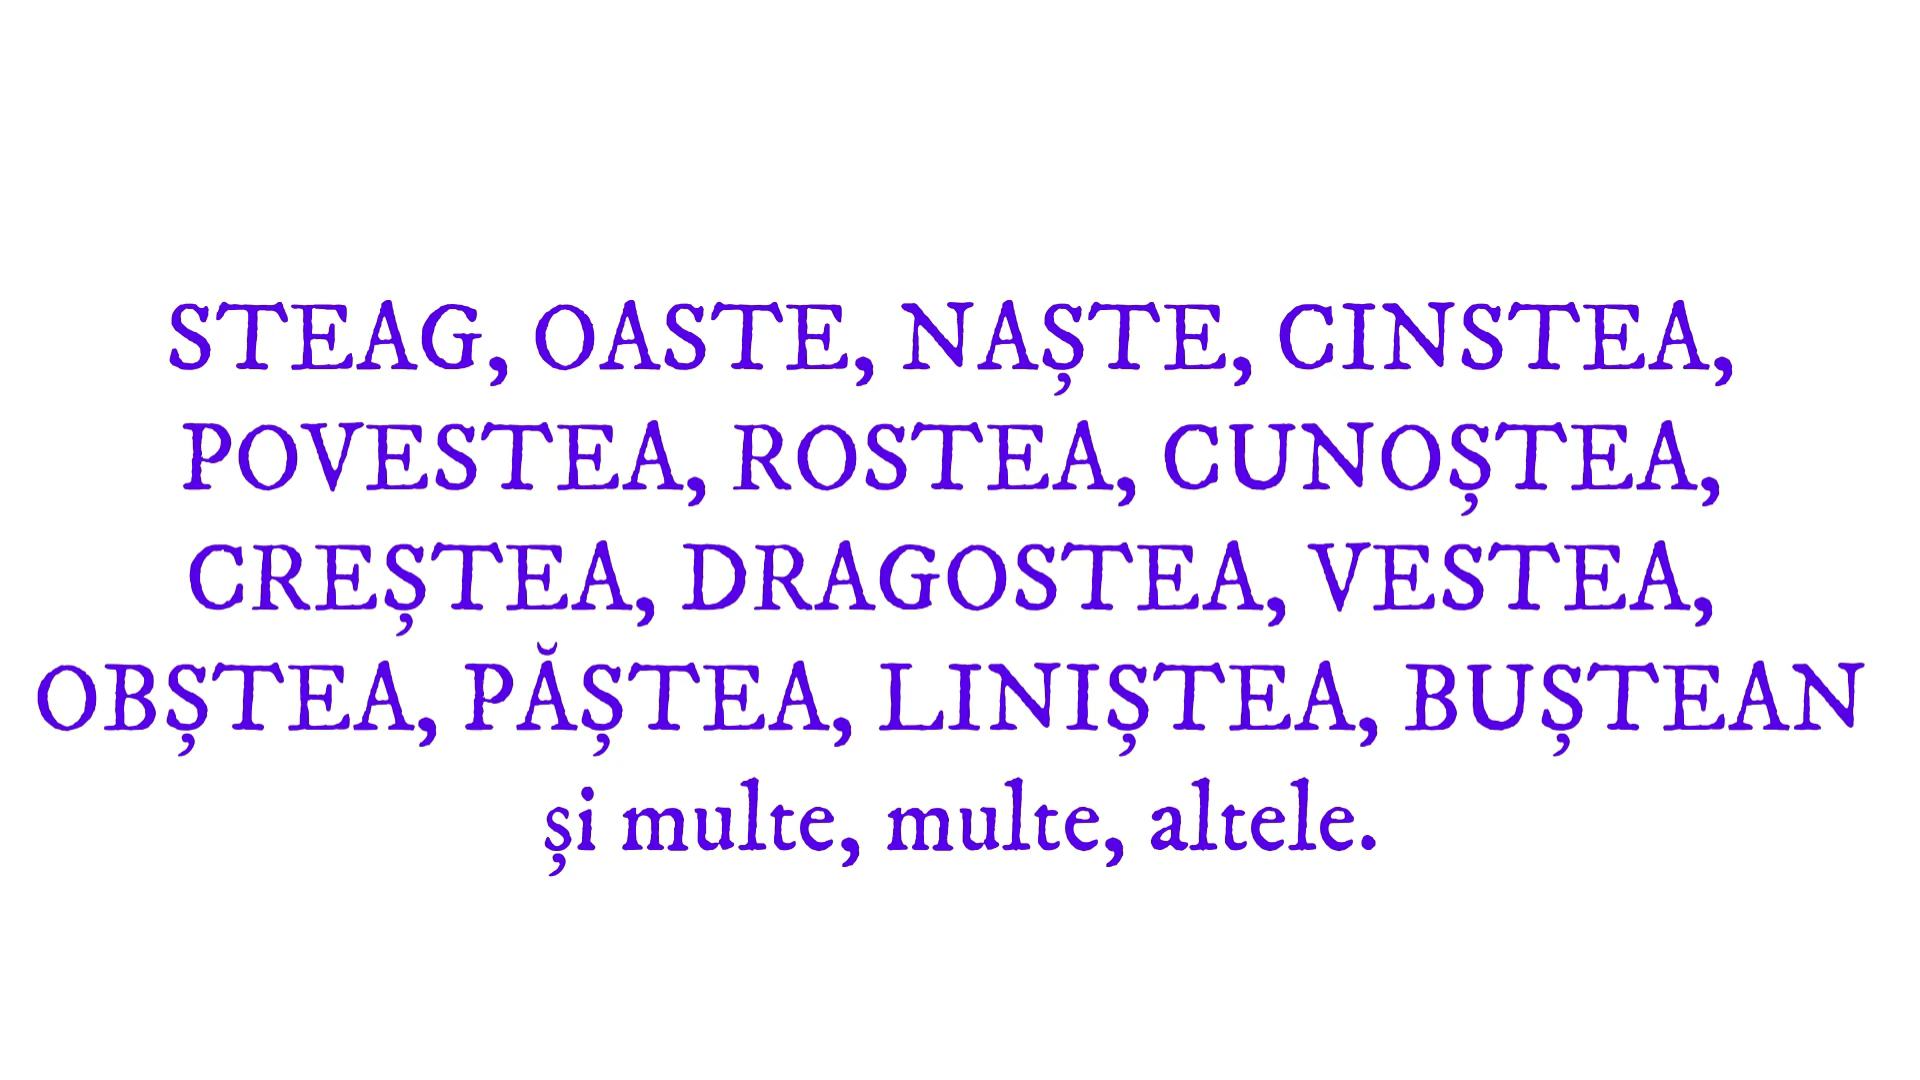 STEAG, OASTE, NAȘTE, CINSTEA,
POVESTEA, ROSTEA, CUNOȘTEA,
CREȘTEA, DRAGOSTEA, VESTEA,
OBȘTEA, PĂȘTEA, LINIȘTEA, BUȘTEAN
și multe, multe, altele.